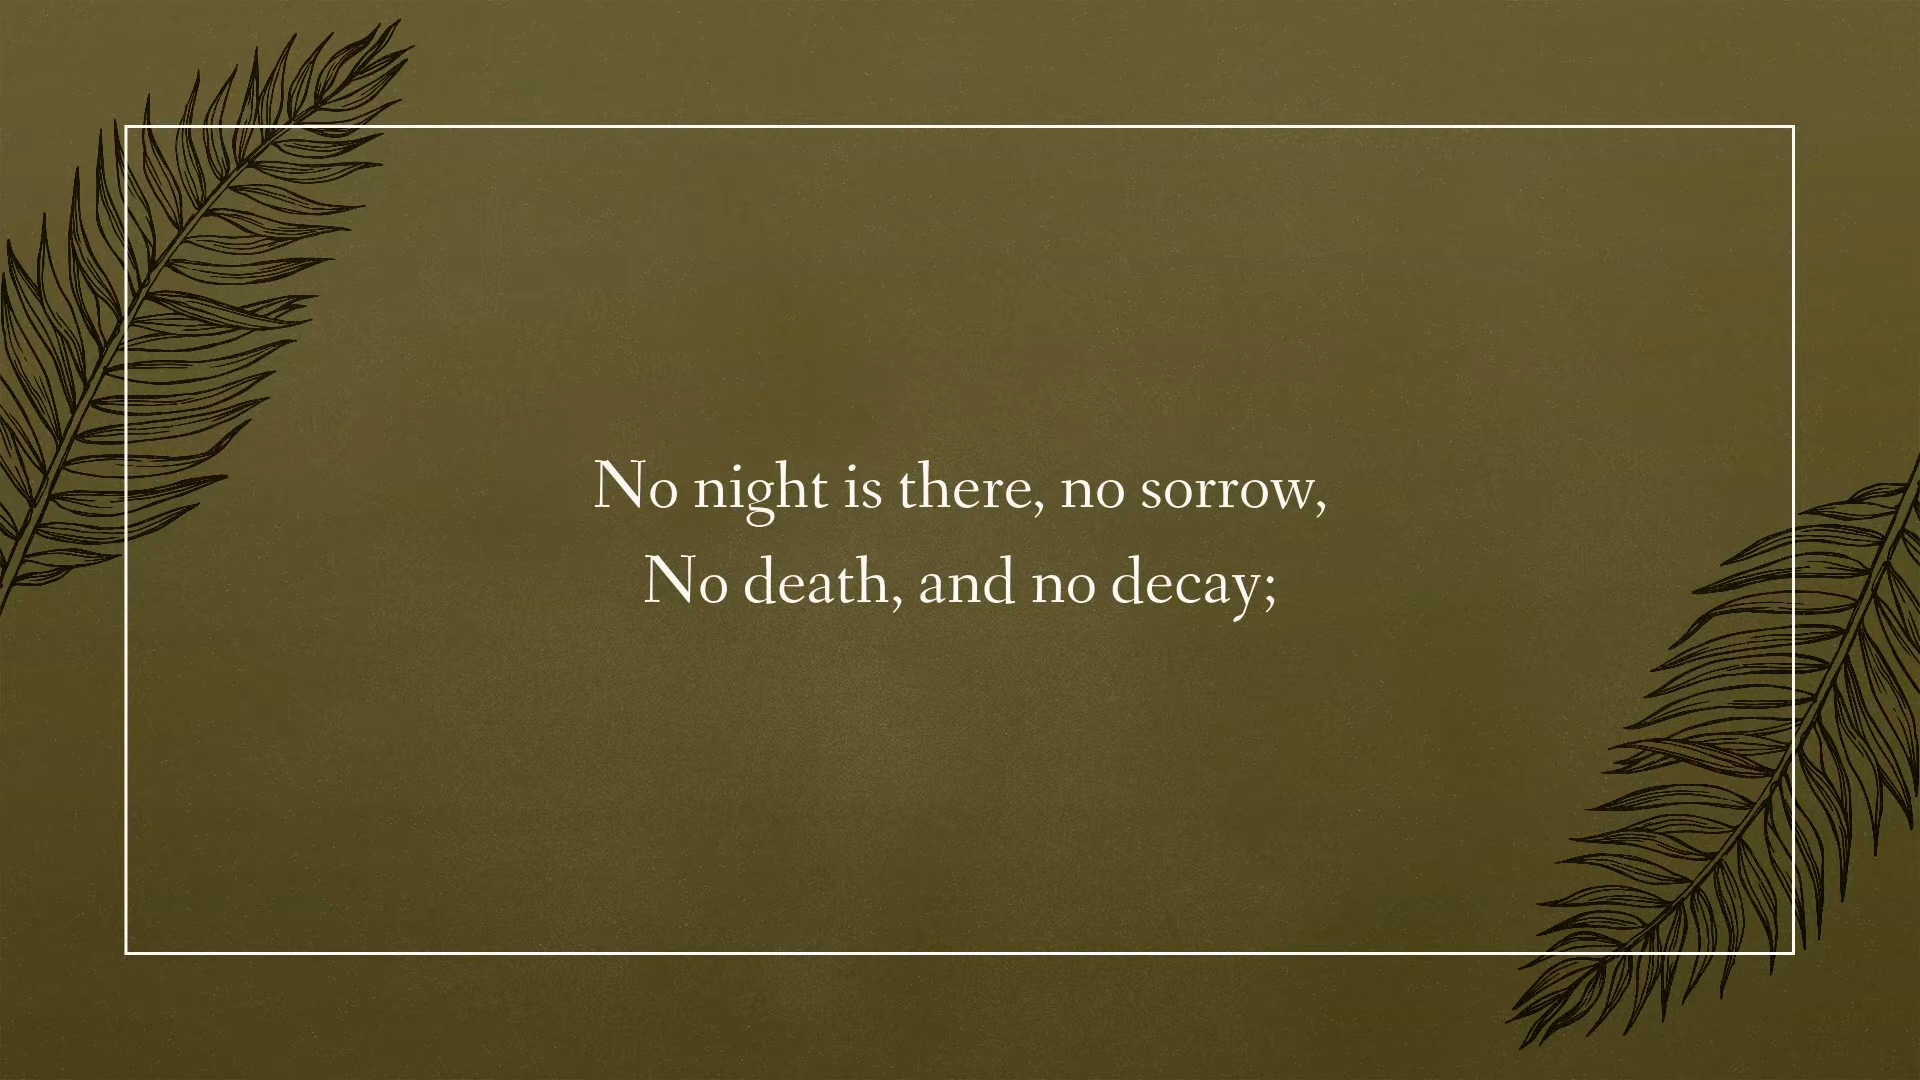 No night is there, no sorrow,
No death, and no decay;